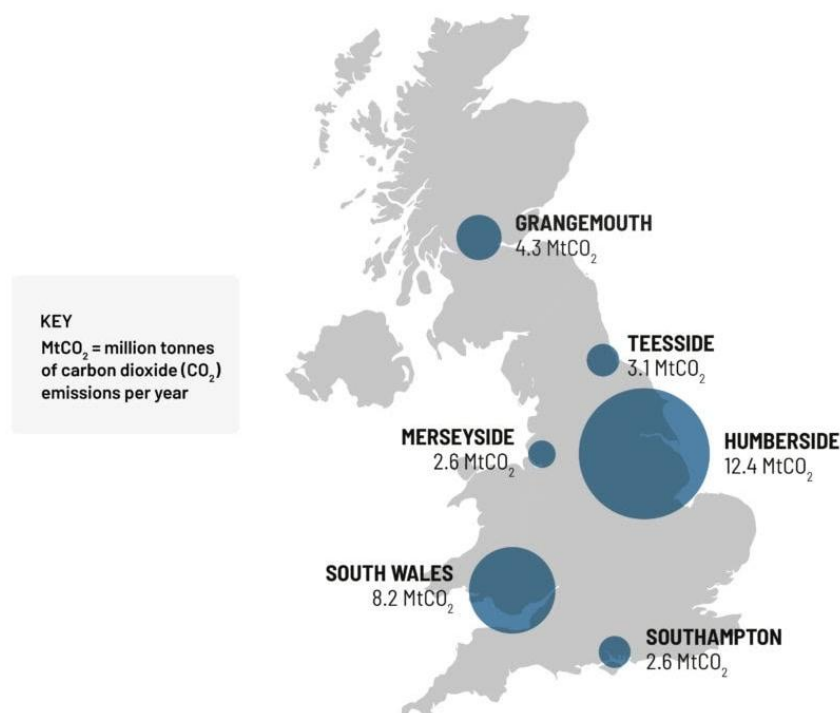 GRANGEMOUTH
4.3 MtCO₂
KEY
MtCO₂ = million tonnes
of carbon dioxide (CO₂)
emissions per year
TEESSIDE
3.1 MtCO₂
MERSEYSIDE
2.6 MtCO₂
HUMBERSIDE
12.4 MtCO₂
SOUTH WALES
8.2 MtCO₂
SOUTHAMPTON
2.6 MtCO₂